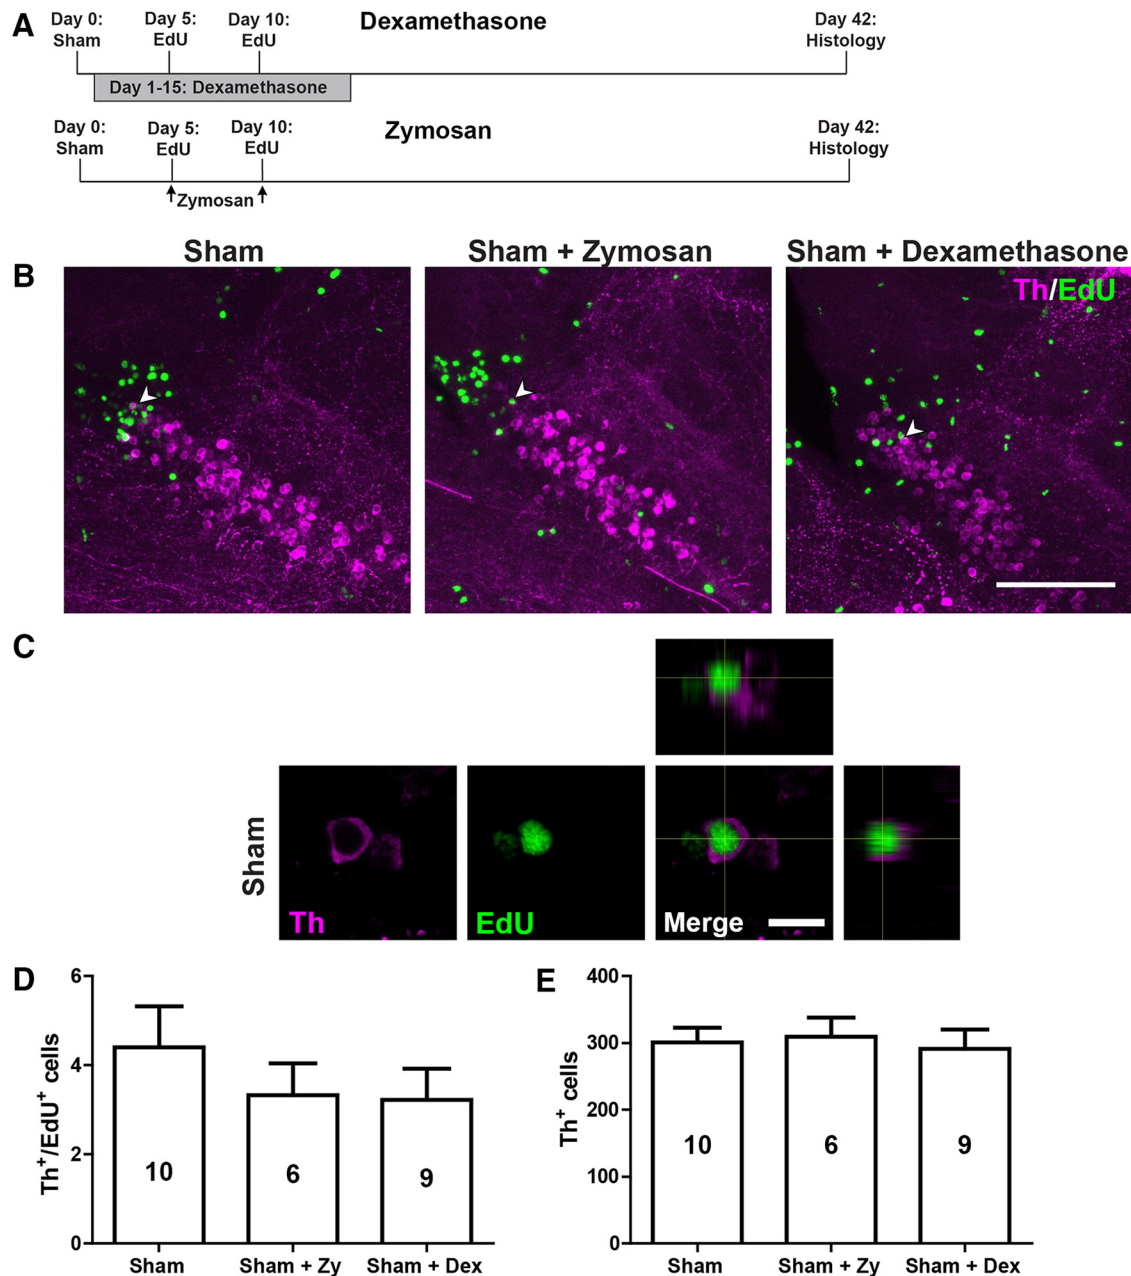 A
Dexamethasone
Day 0: Sham
Day 5: EdU
Day 10: EdU
Day 42: Histology
Day 1-15: Dexamethasone
Zymosan
Day 0: Sham
Day 5: EdU
Day 10: EdU
Day 42: Histology
Zymosan
B
Sham
Sham + Zymosan
Sham + Dexamethasone
Th/EdU
C
Sham
Th
EdU
Merge
D
Th+/EdU+ cells
6
4
2
0
10
6
9
Sham
Sham + Zy
Sham + Dex
E
Th+ cells
400
300
200
100
0
10
6
9
Sham
Sham + Zy
Sham + Dex